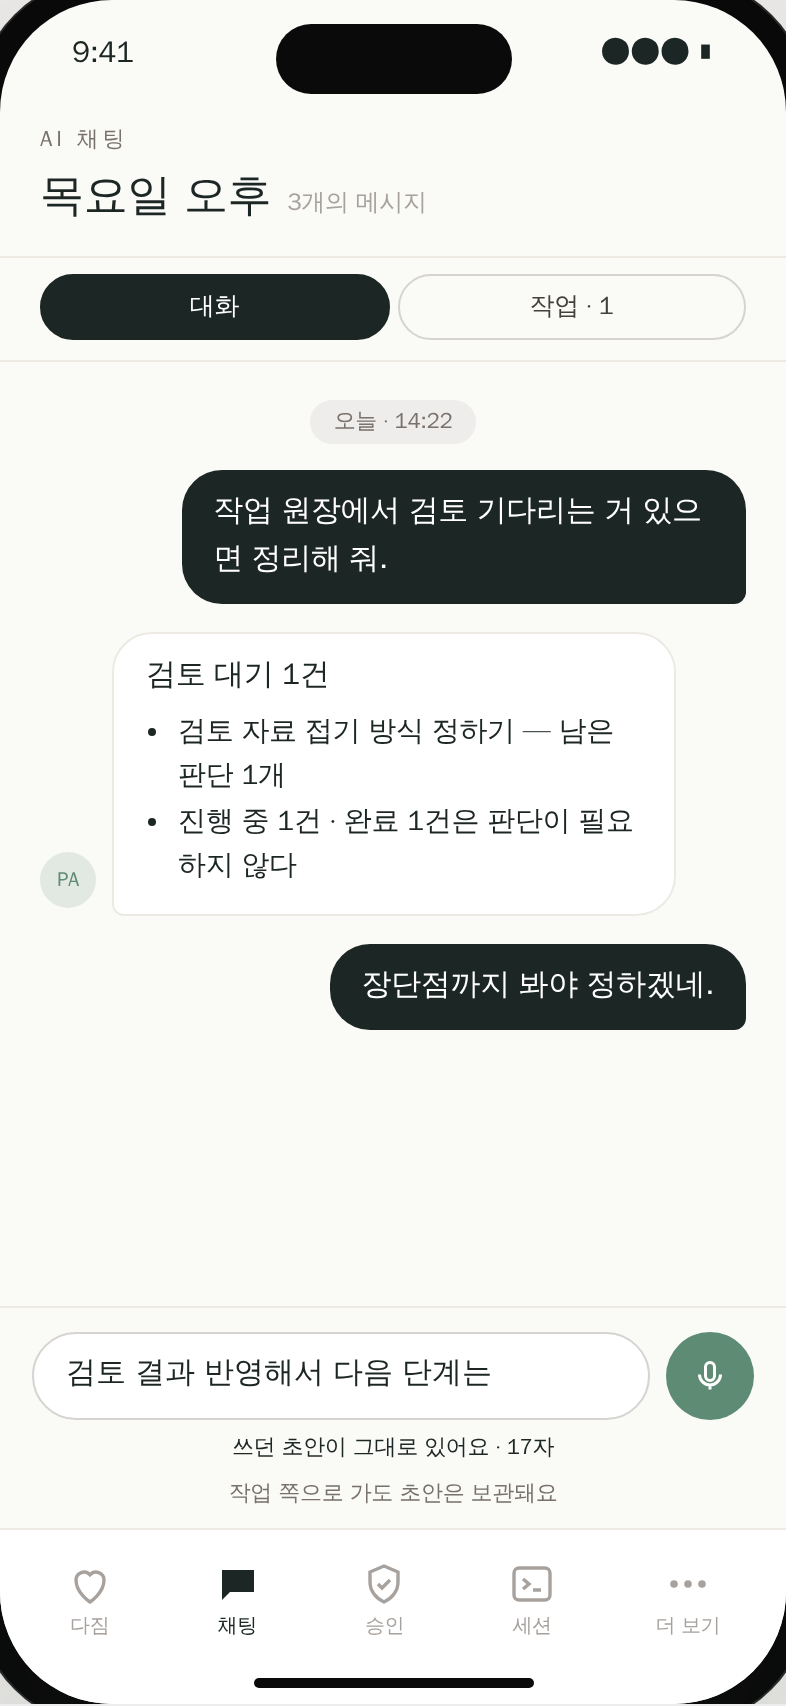 9:41
AI 채팅
목요일 오후 3개의 메시지
대화
작업 · 1
오늘 · 14:22
작업 원장에서 검토 기다리는 거 있으
면 정리해 줘.
검토 대기 1건
• 검토 자료 접기 방식 정하기 — 남은
판단 1개
• 진행 중 1건 · 완료 1건은 판단이 필요
하지 않다
PA
장단점까지 봐야 정하겠네.
검토 결과 반영해서 다음 단계는
쓰던 초안이 그대로 있어요 · 17자
작업 쪽으로 가도 초안은 보관돼요
다짐
채팅
승인
세션
더 보기